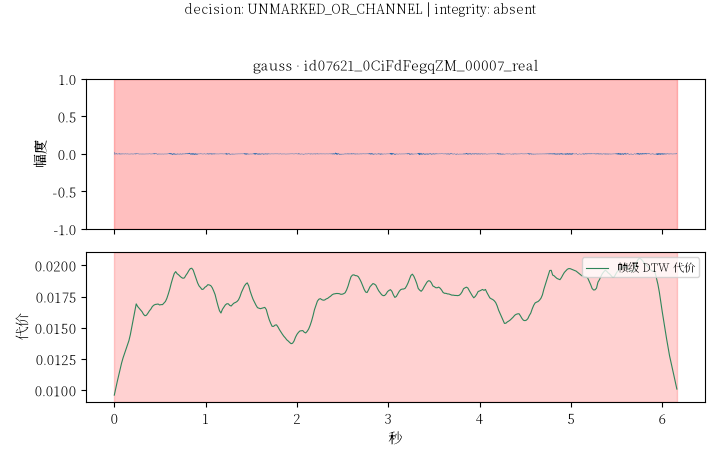 decision: UNMARKED_OR_CHANNEL | integrity: absent
gauss · id07621_0CiFdFegqZM_00007_real
1.0
0.5
0.0
-0.5
-1.0
幅度
帧级 DTW 代价
0.0200
0.0175
0.0150
0.0125
0.0100
代价
0 1 2 3 4 5 6
秒